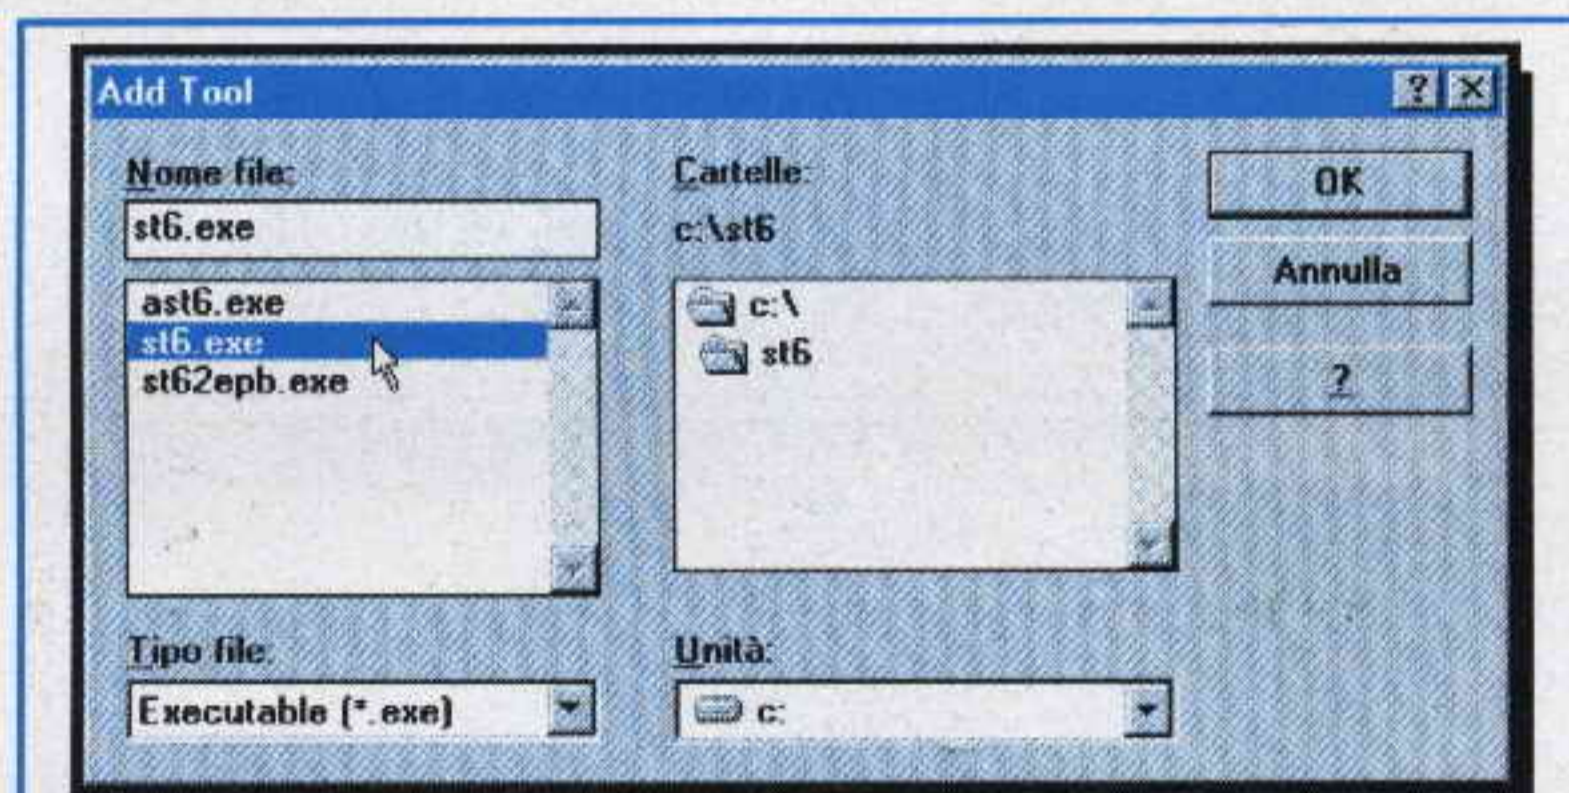 Add Tool
Nome file:
st6.exe
ast6.exe
st6.exe
st62epb.exe
Tipo file:
Executable (*.exe)
Cartelle:
c:\st6
c:\
st6
Unità:
c:
OK
Annulla
?